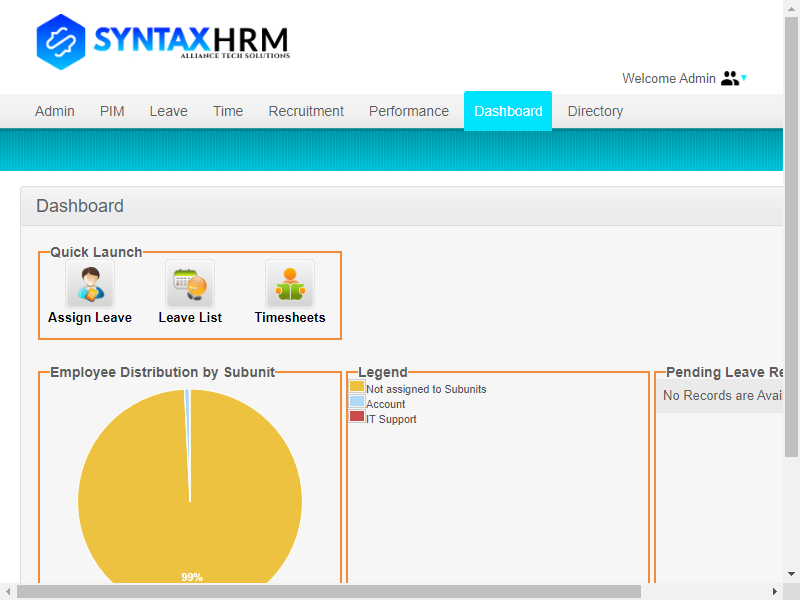 SYNTAXHRM
ALLIANCE TECH SOLUTIONS
Welcome Admin
Admin PIM Leave Time Recruitment Performance Dashboard Directory
Dashboard
Quick Launch
Assign Leave Leave List Timesheets
Employee Distribution by Subunit
99%
Legend
Not assigned to Subunits
Account
IT Support
Pending Leave Re
No Records are Avai